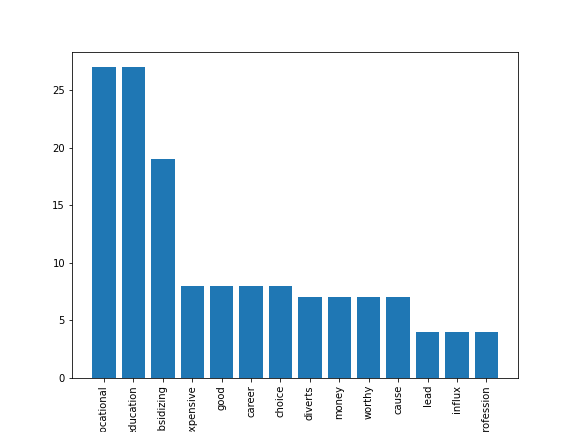 25
20
15
10
5
0
ocational
education
bsidizing
xpensive
good
career
choice
diverts
money
worthy
cause
lead
influx
rofession